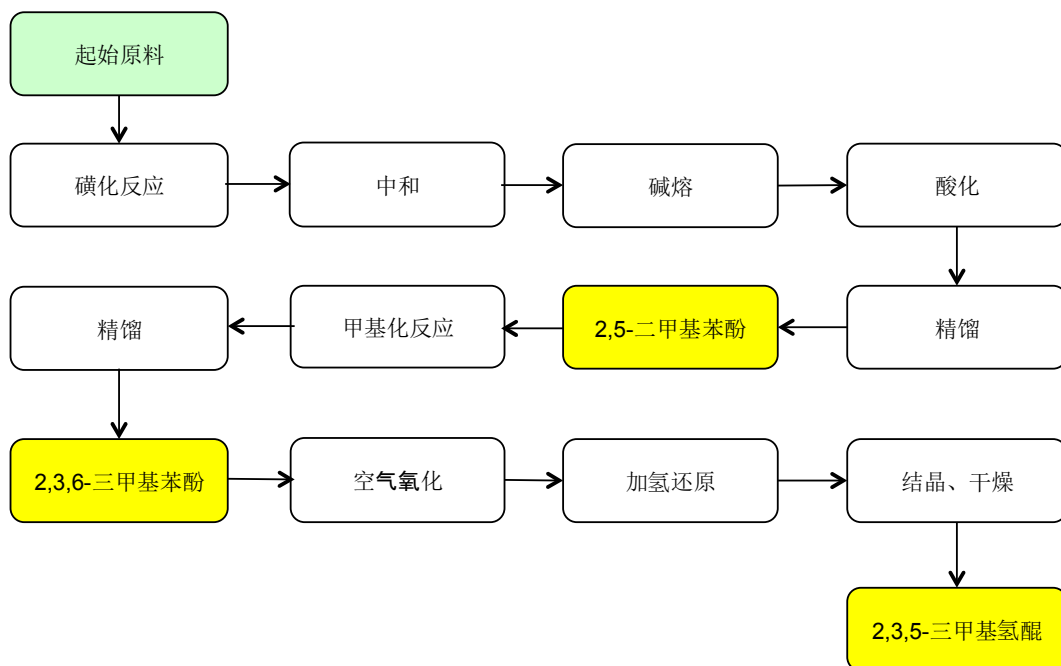 起始原料
磺化反应
中和
碱熔
酸化
精馏
甲基化反应
2,5-二甲基苯酚
精馏
2,3,6-三甲基苯酚
空气氧化
加氢还原
结晶、干燥
2,3,5-三甲基氢醌